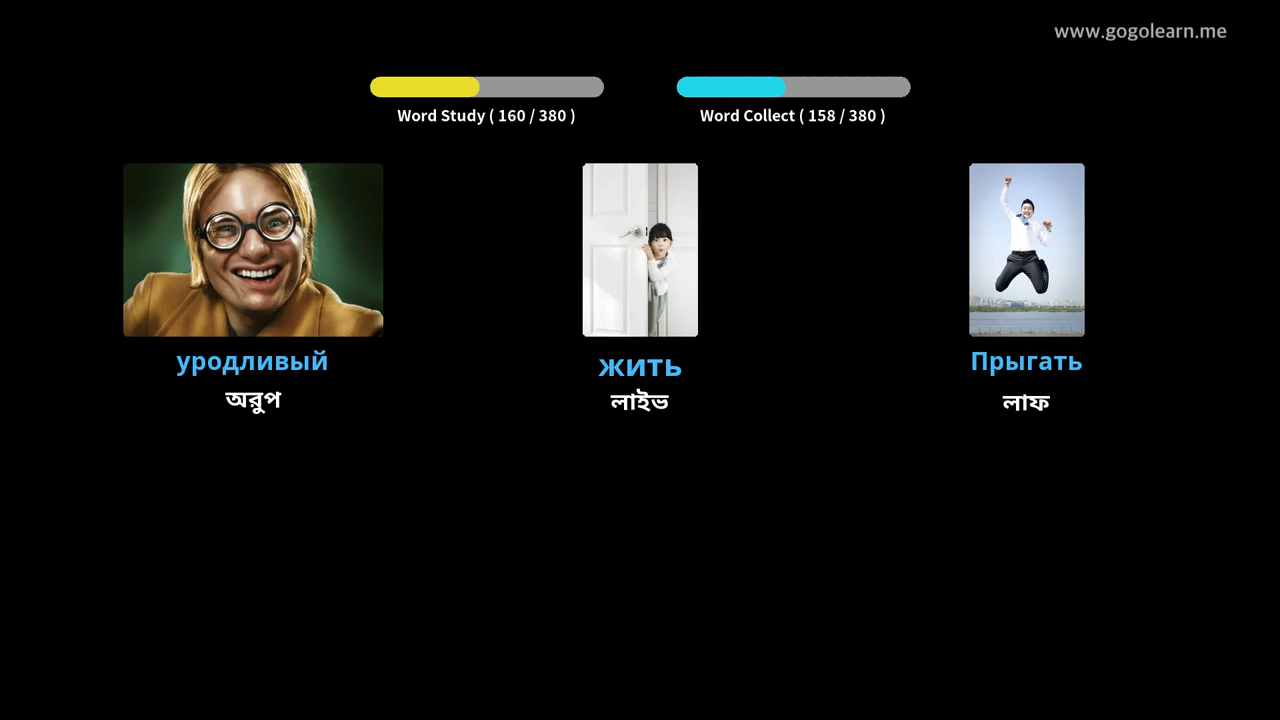 www.gogolearn.me
Word Study ( 160 / 380 )
Word Collect ( 158 / 380 )
уродливый
жить
Прыгать
অরুপ
লাইভ
লাফ